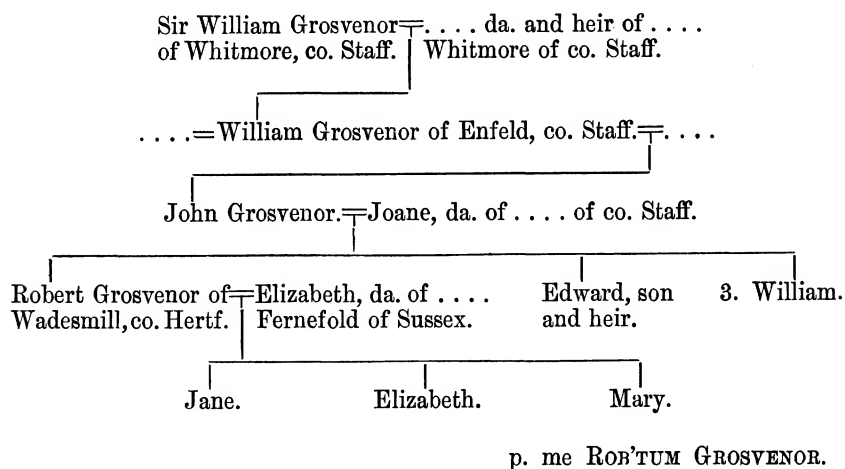 Sir William Grosvenor=. . . . da. and heir of . . . .
of Whitmore, co. Staff. Whitmore of co. Staff.
. . . .=William Grosvenor of Enfeld, co. Staff.=. . . .
John Grosvenor.=Joane, da. of . . . . of co. Staff.
Robert Grosvenor of=Elizabeth, da. of . . . . Edward, son 3. William.
Wadesmill, co. Hertf. Fernefold of Sussex. and heir.
Jane. Elizabeth. Mary.
p. me ROB'TUM GROSVENOR.